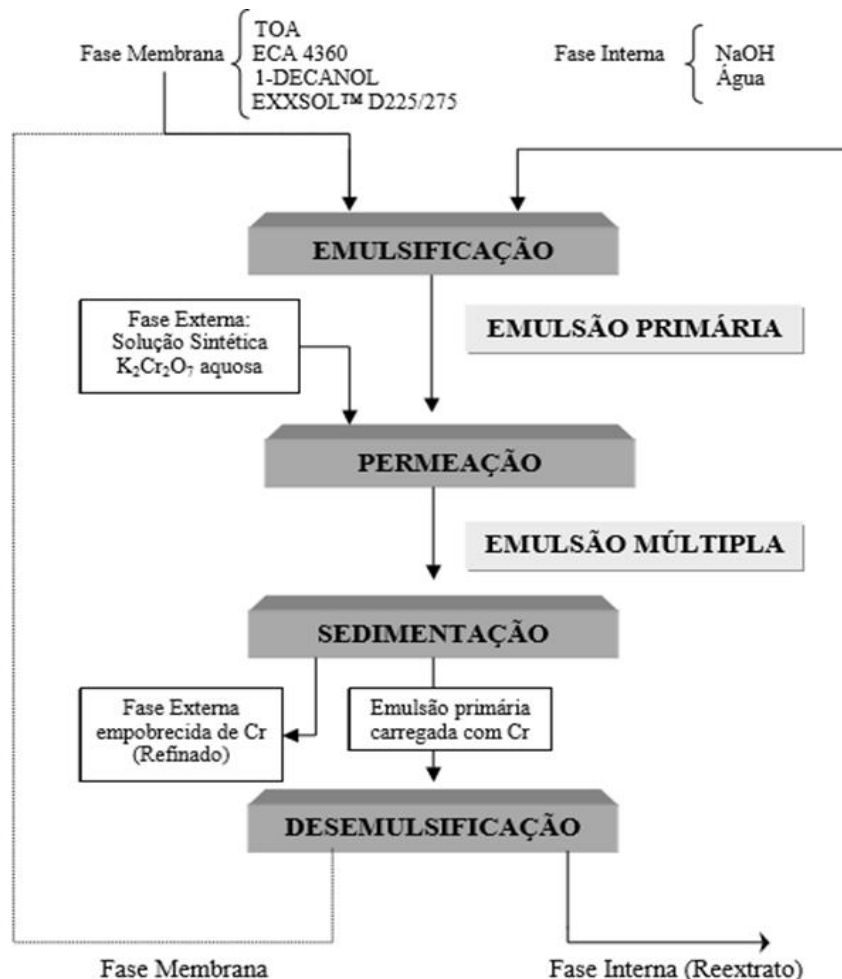 Fase Membrana
TOA
ECA 4360
1-DECANOL
EXXSOL™ D225/275
Fase Interna
NaOH
Água
EMULSIFICAÇÃO
EMULSÃO PRIMÁRIA
Fase Externa:
Solução Sintética
K₂Cr₂O₇ aquosa
PERMEAÇÃO
EMULSÃO MÚLTIPLA
SEDIMENTAÇÃO
Fase Externa
empobrecida de Cr
(Refinado)
Emulsão primária
carregada com Cr
DESEMULSIFICAÇÃO
Fase Membrana
Fase Interna (Reextrato)